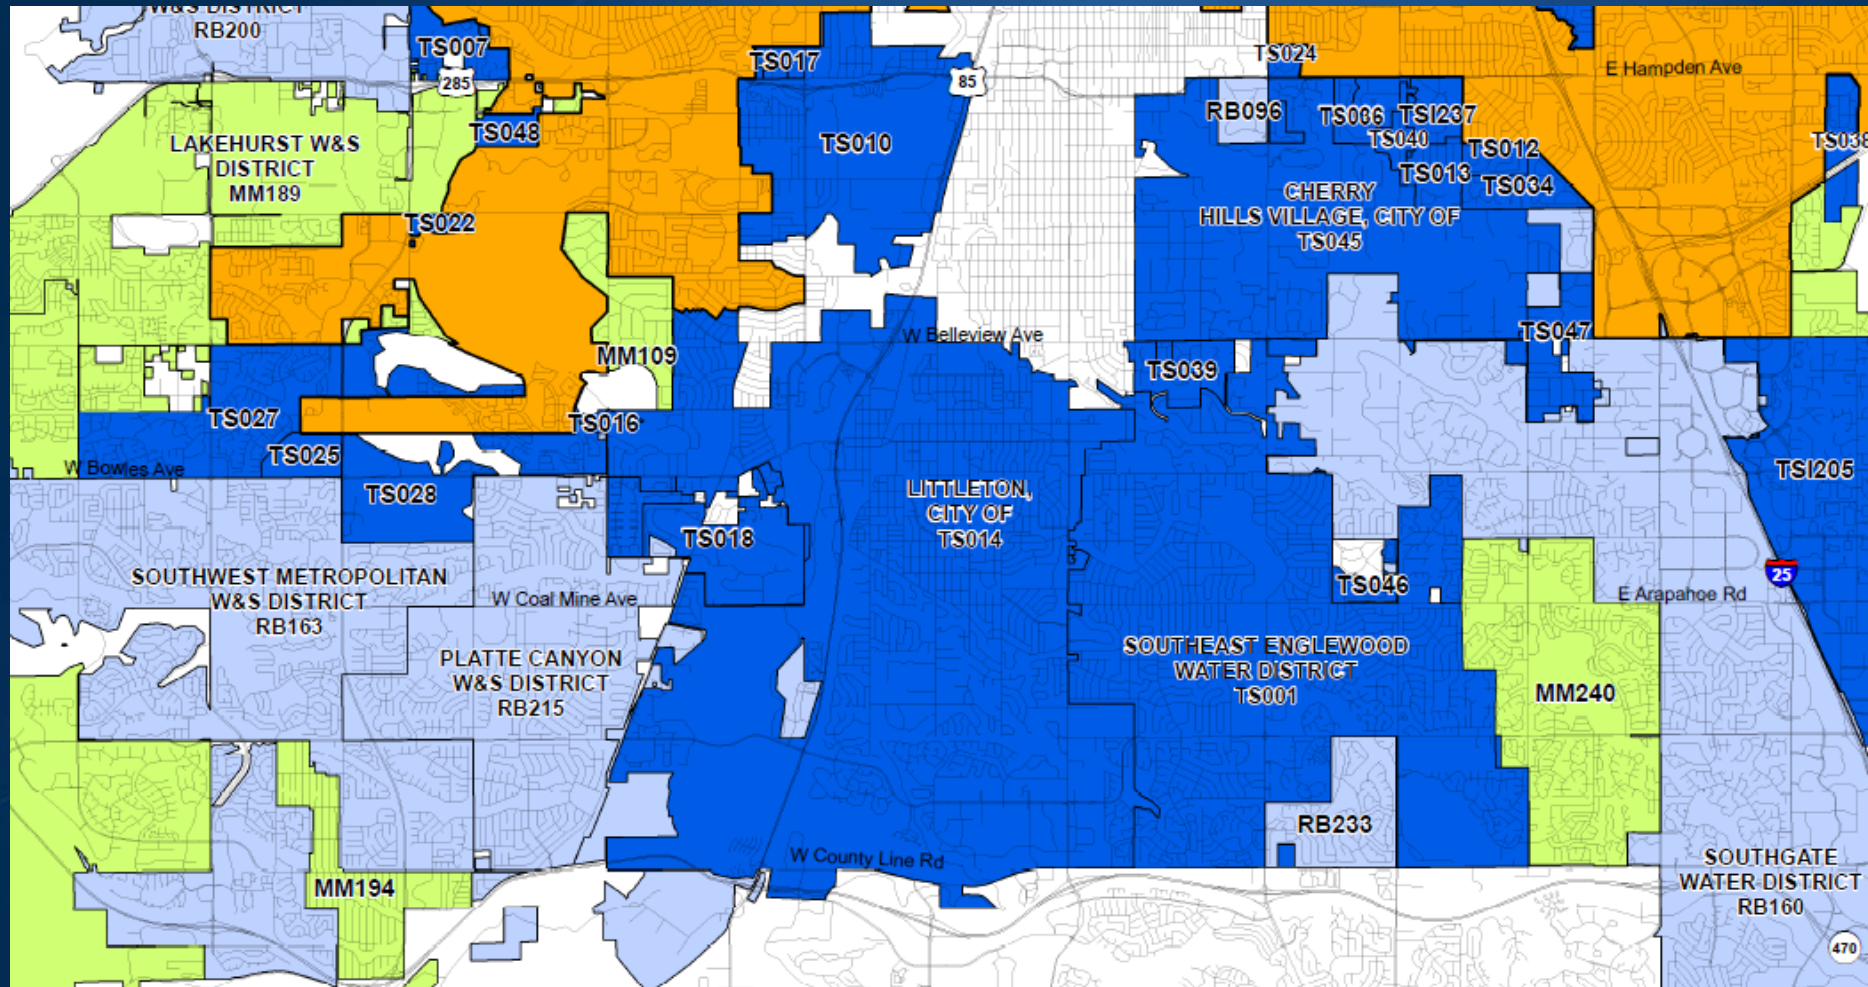 W&S DISTRICT
RB200
TS007
285
TS017
85
TS024
E Hampden Ave
LAKEHURST W&S
DISTRICT
MM189
TS048
TS010
RB096
TS036
TSI237
TS040
TS012
TS013
TS034
TS038
TS022
CHERRY
HILLS VILLAGE, CITY OF
TS045
W Belleview Ave
TS047
MM109
TS039
TS027
TS016
TS025
W Bowles Ave
TS028
TSI205
LITTLETON,
CITY OF
TS014
TS018
SOUTHWEST METROPOLITAN
W&S DISTRICT
RB163
W Coal Mine Ave
TS046
25
E Arapahoe Rd
PLATTE CANYON
W&S DISTRICT
RB215
SOUTHEAST ENGLEWOOD
WATER DISTRICT
TS001
MM240
RB233
W County Line Rd
MM194
SOUTHGATE
WATER DISTRICT
RB160
470